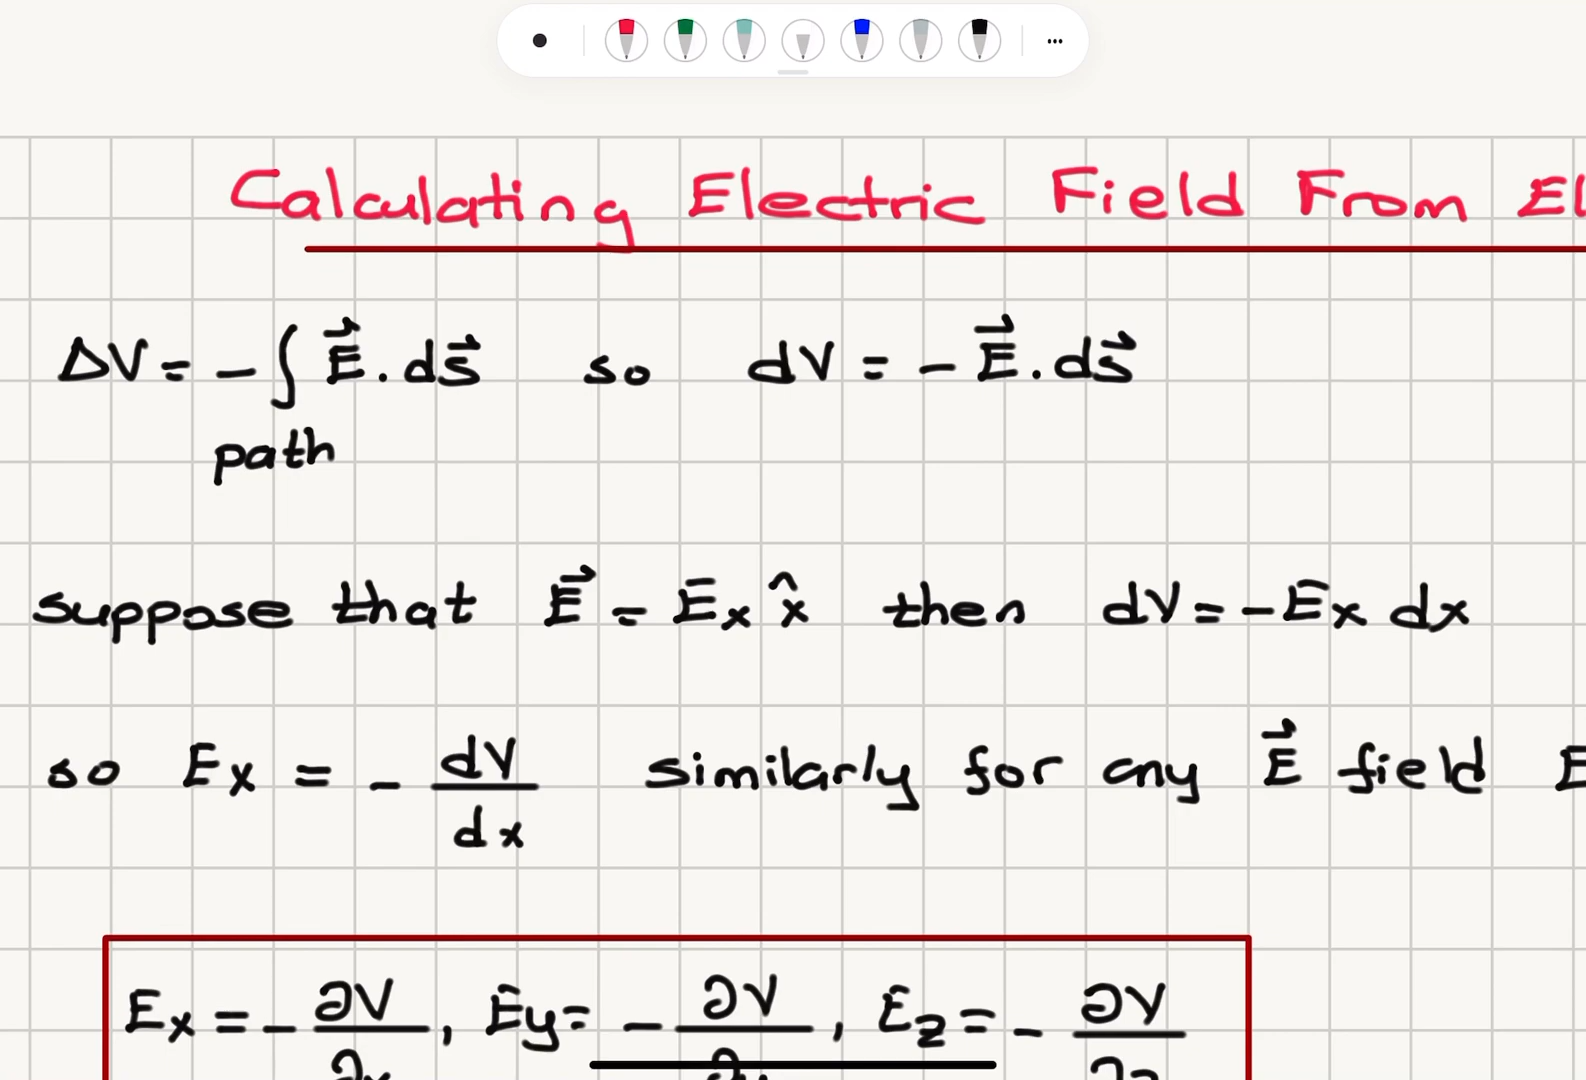 Calculating Electric Field From El
ΔV = - ∫ E⃗ . ds⃗ so dV = - E⃗ . ds⃗
path
suppose that E⃗ = Ex x̂ then dV = - Ex dx
so Ex = - dV/dx similarly for any E⃗ field E
Ex = - ∂V/∂x , Ey = - ∂V/∂y , Ez = - ∂V/∂z